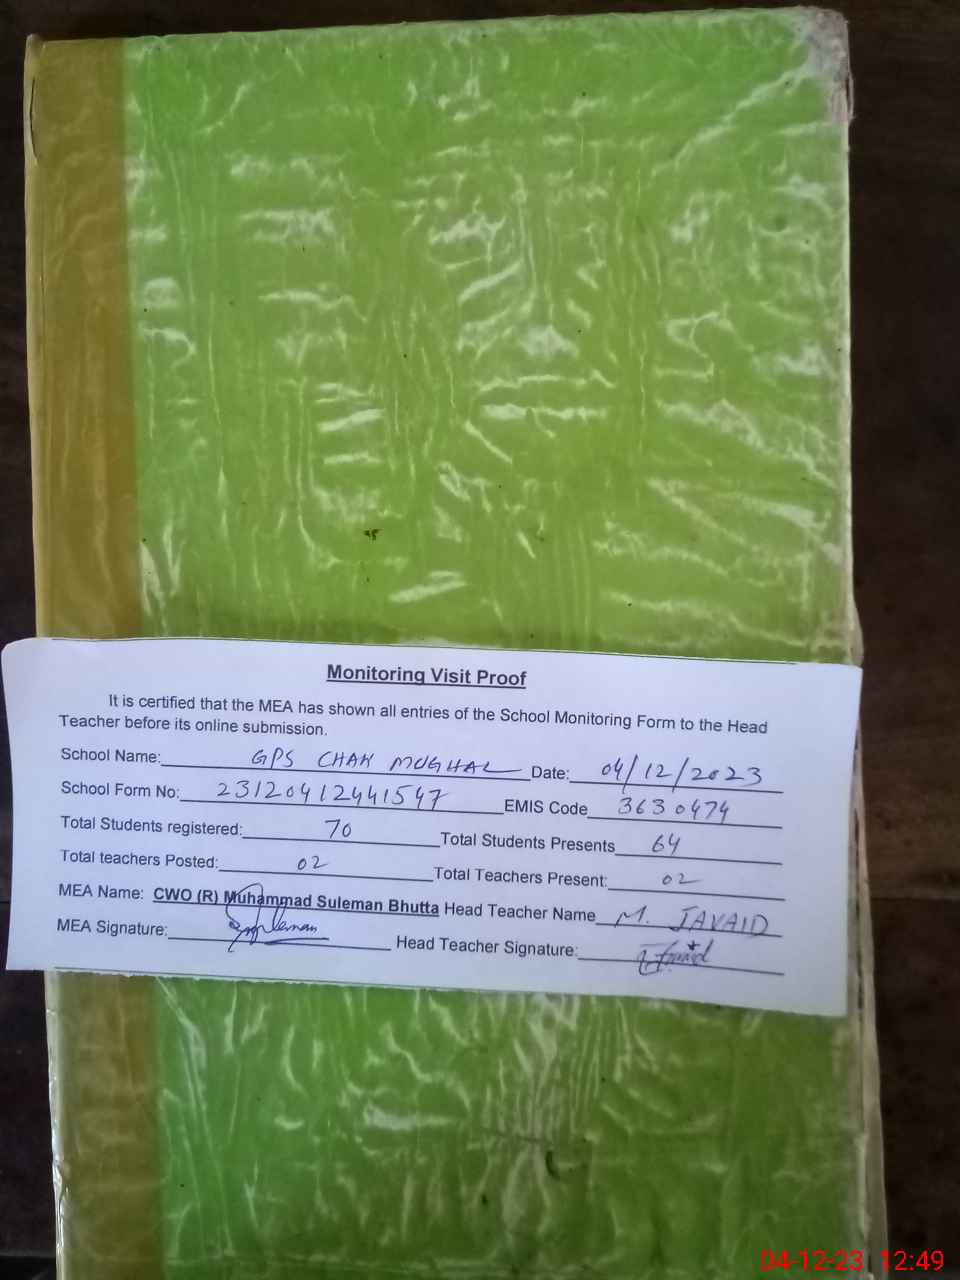 Monitoring Visit Proof
It is certified that the MEA has shown all entries of the School Monitoring Form to the Head
Teacher before its online submission.
School Name: GPS CHAK MUGHAL Date: 04/12/2023
School Form No: 23120412441547 EMIS Code 3630474
Total Students registered: 70 Total Students Presents 64
Total teachers Posted: 02 Total Teachers Present: 02
MEA Name: CWO (R) Muhammad Suleman Bhutta Head Teacher Name M. JAVAID
MEA Signature: Head Teacher Signature:
04-12-23 12:49